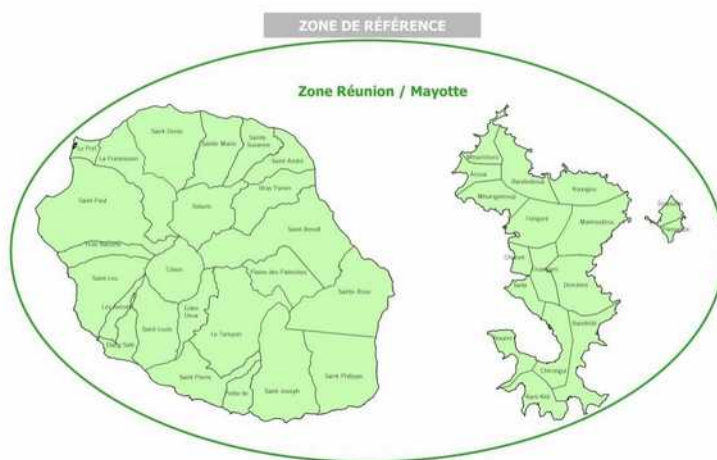 ZONE DE RÉFÉRENCE
Zone Réunion / Mayotte
Saint Denis
Sainte Marie
Sainte
Suzanne
Le Port
La Possession
Saint André
Bras Panon
Saint Paul
Salazie
Saint Benoît
Trois Bassins
Cilaos
Plaine des Palmistes
Saint Leu
Sainte Rose
Les Avirons
Entre
Deux
Saint Louis
Le Tampon
Etang Salé
Saint Pierre
Petite Ile
Saint Joseph
Saint Philippe
Mtsamboro
Acoua
Bandraboua
Koungou
Mtsangamouji
Tsingoni
Mamoudzou
Chiconi
Ouangani
Sada
Dembeni
Bandrele
Bouéni
Chirongui
Kani-Kéli